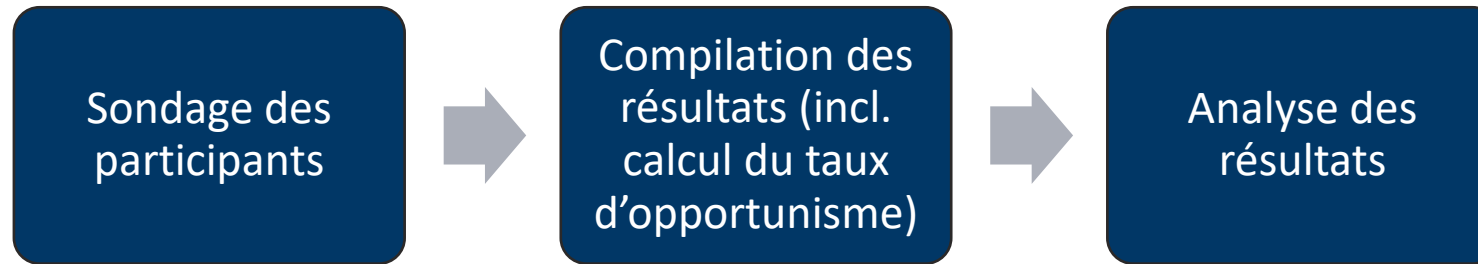 Sondage des
participants
Compilation des
résultats (incl.
calcul du taux
d’opportunisme)
Analyse des
résultats